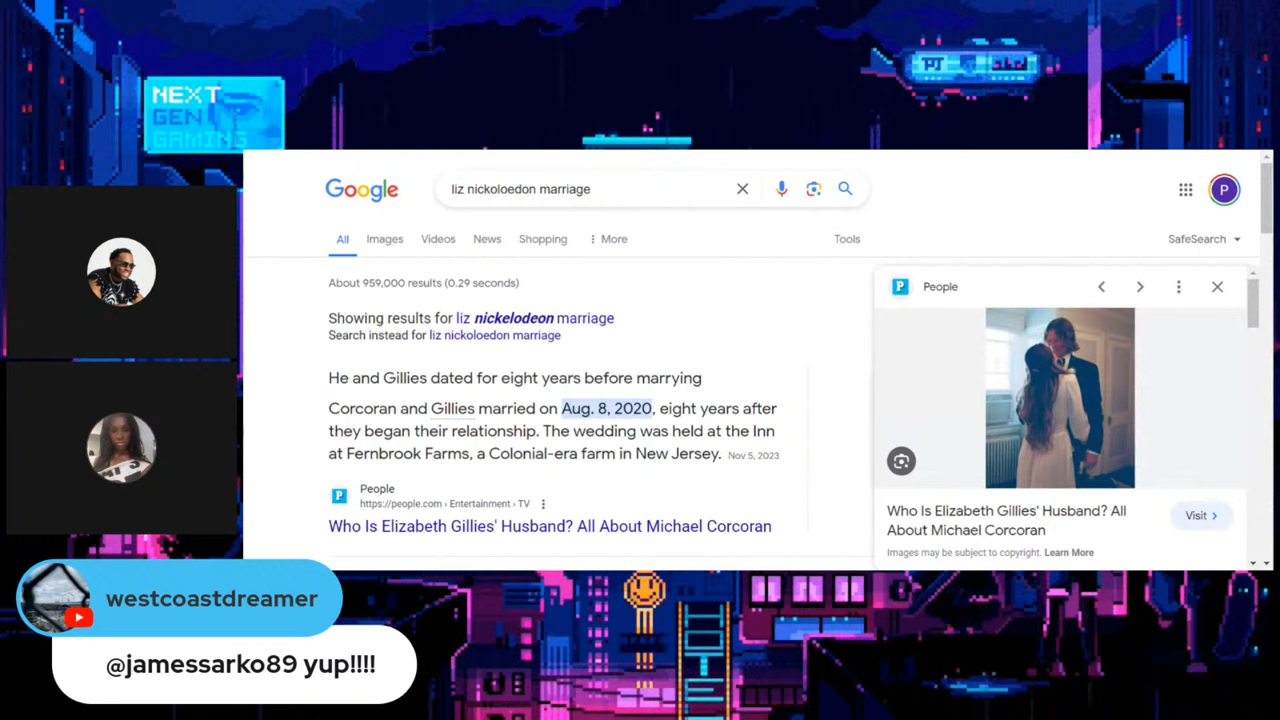 NEXT
GEN
GAMING
Google
liz nickoloedon marriage
P
All Images Videos News Shopping More Tools SafeSearch
About 959,000 results (0.29 seconds)
Showing results for liz nickelodeon marriage
Search instead for liz nickoloedon marriage
He and Gillies dated for eight years before marrying
Corcoran and Gillies married on Aug. 8, 2020, eight years after
they began their relationship. The wedding was held at the Inn
at Fernbrook Farms, a Colonial-era farm in New Jersey. Nov 5, 2023
P
People
https://people.com › Entertainment › TV
Who Is Elizabeth Gillies' Husband? All About Michael Corcoran
P People
Who Is Elizabeth Gillies' Husband? All
About Michael Corcoran
Visit
Images may be subject to copyright. Learn More
westcoastdreamer
@jamessarko89 yup!!!!
HOTE